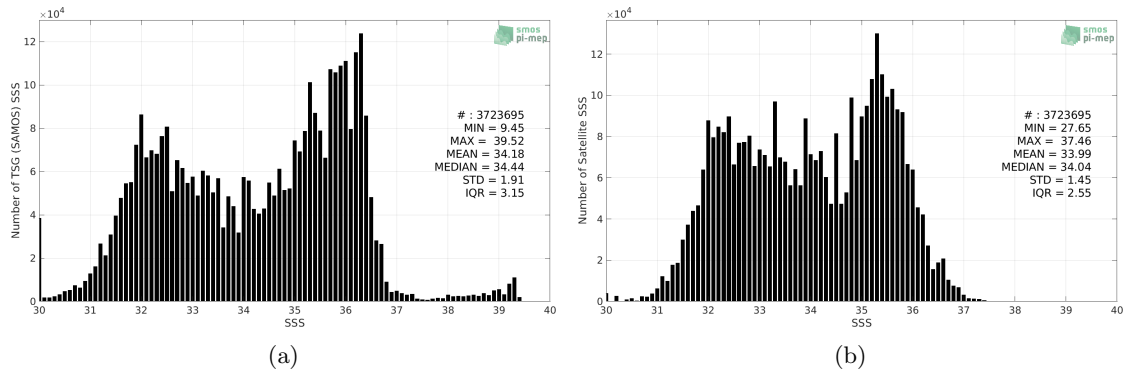 ×10⁴
smos
pi-mep
Number of TSG (SAMOS) SSS
12
10
8
6
4
2
0
# : 3723695
MIN = 9.45
MAX = 39.52
MEAN = 34.18
MEDIAN = 34.44
STD = 1.91
IQR = 3.15
30 31 32 33 34 35 36 37 38 39 40
SSS
(a)
×10⁴
smos
pi-mep
Number of Satellite SSS
12
10
8
6
4
2
0
# : 3723695
MIN = 27.65
MAX = 37.46
MEAN = 33.99
MEDIAN = 34.04
STD = 1.45
IQR = 2.55
30 31 32 33 34 35 36 37 38 39 40
SSS
(b)